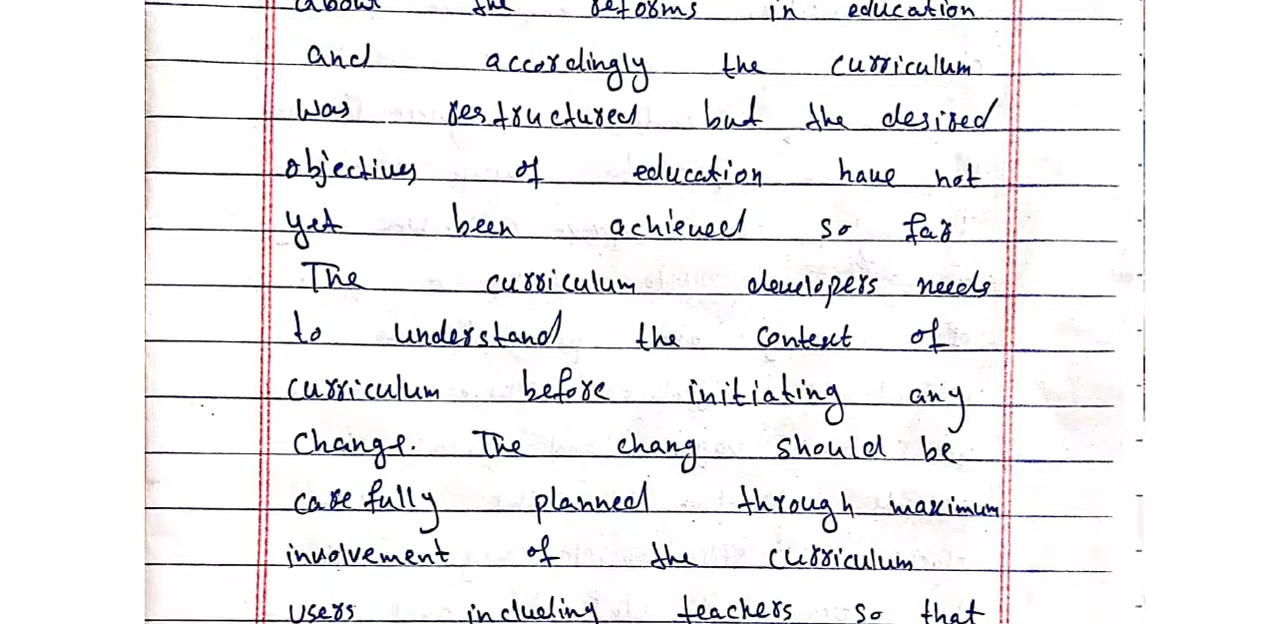 about the reforms in education
and accordingly the curriculum
was restructured but the desired
objectives of education have not
yet been achieved so far
The curriculum developers needs
to understand the context of
curriculum before initiating any
change. The chang should be
carefully planned through maximum
involvement of the curriculum
users including teachers so that